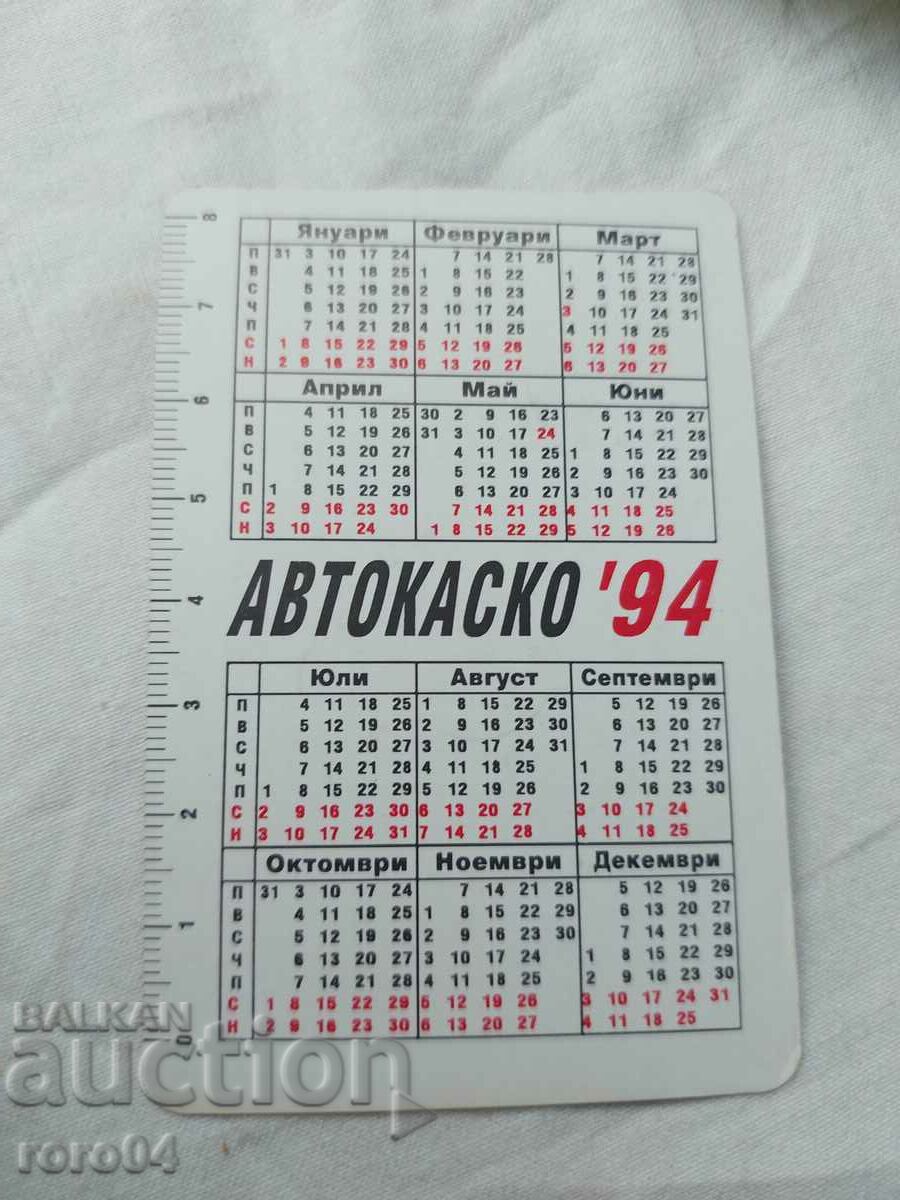 Януари Февруари Март
П 31 3 10 17 24 7 14 21 28 7 14 21 28
В 4 11 18 25 1 8 15 22 1 8 15 22 29
С 5 12 19 26 2 9 16 23 2 9 16 23 30
Ч 6 13 20 27 3 10 17 24 3 10 17 24 31
П 7 14 21 28 4 11 18 25 4 11 18 25
С 1 8 15 22 29 5 12 19 26 5 12 19 26
Н 2 9 16 23 30 6 13 20 27 6 13 20 27
Април Май Юни
П 4 11 18 25 30 2 9 16 23 6 13 20 27
В 5 12 19 26 31 3 10 17 24 7 14 21 28
С 6 13 20 27 4 11 18 25 1 8 15 22 29
Ч 7 14 21 28 5 12 19 26 2 9 16 23 30
П 1 8 15 22 29 6 13 20 27 3 10 17 24
С 2 9 16 23 30 7 14 21 28 4 11 18 25
Н 3 10 17 24 1 8 15 22 29 5 12 19 26
АВТОКАСКО '94
Юли Август Септември
П 4 11 18 25 1 8 15 22 29 5 12 19 26
В 5 12 19 26 2 9 16 23 30 6 13 20 27
С 6 13 20 27 3 10 17 24 31 7 14 21 28
Ч 7 14 21 28 4 11 18 25 1 8 15 22 29
П 1 8 15 22 29 5 12 19 26 2 9 16 23 30
С 2 9 16 23 30 6 13 20 27 3 10 17 24
Н 3 10 17 24 31 7 14 21 28 4 11 18 25
Октомври Ноември Декември
П 31 3 10 17 24 7 14 21 28 5 12 19 26
В 4 11 18 25 1 8 15 22 29 6 13 20 27
С 5 12 19 26 2 9 16 23 30 7 14 21 28
Ч 6 13 20 27 3 10 17 24 1 8 15 22 29
П 7 14 21 28 4 11 18 25 2 9 16 23 30
С 1 8 15 22 29 5 12 19 26 3 10 17 24 31
Н 2 9 16 23 30 6 13 20 27 4 11 18 25
8
7
6
5
4
3
2
1
0
BALKAN
auction
roro04